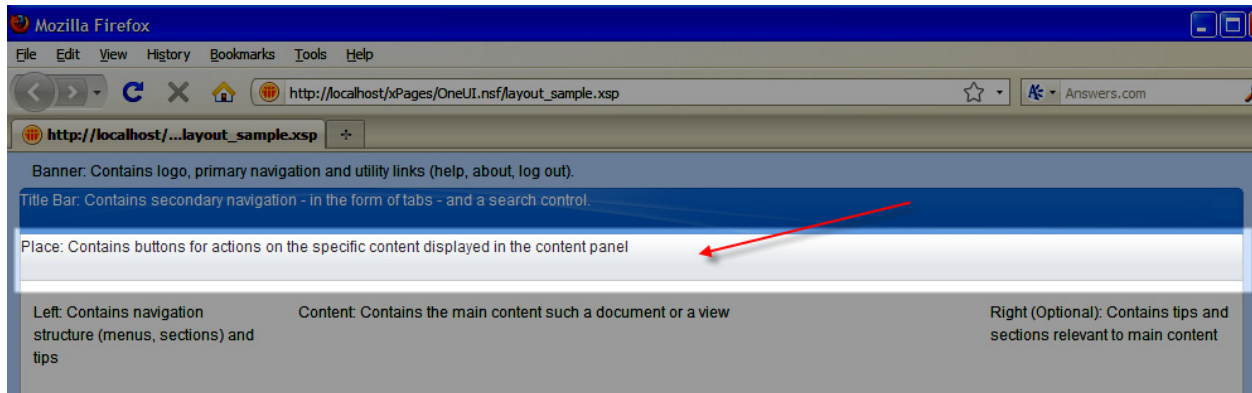 Mozilla Firefox
File Edit View History Bookmarks Tools Help
http://localhost/xPages/OneUI.nsf/layout_sample.xsp
Answers.com
http://localhost/...layout_sample.xsp
Banner: Contains logo, primary navigation and utility links (help, about, log out).
Title Bar: Contains secondary navigation - in the form of tabs - and a search control.
Place: Contains buttons for actions on the specific content displayed in the content panel
Left: Contains navigation
structure (menus, sections) and
tips
Content: Contains the main content such a document or a view
Right (Optional): Contains tips and
sections relevant to main content